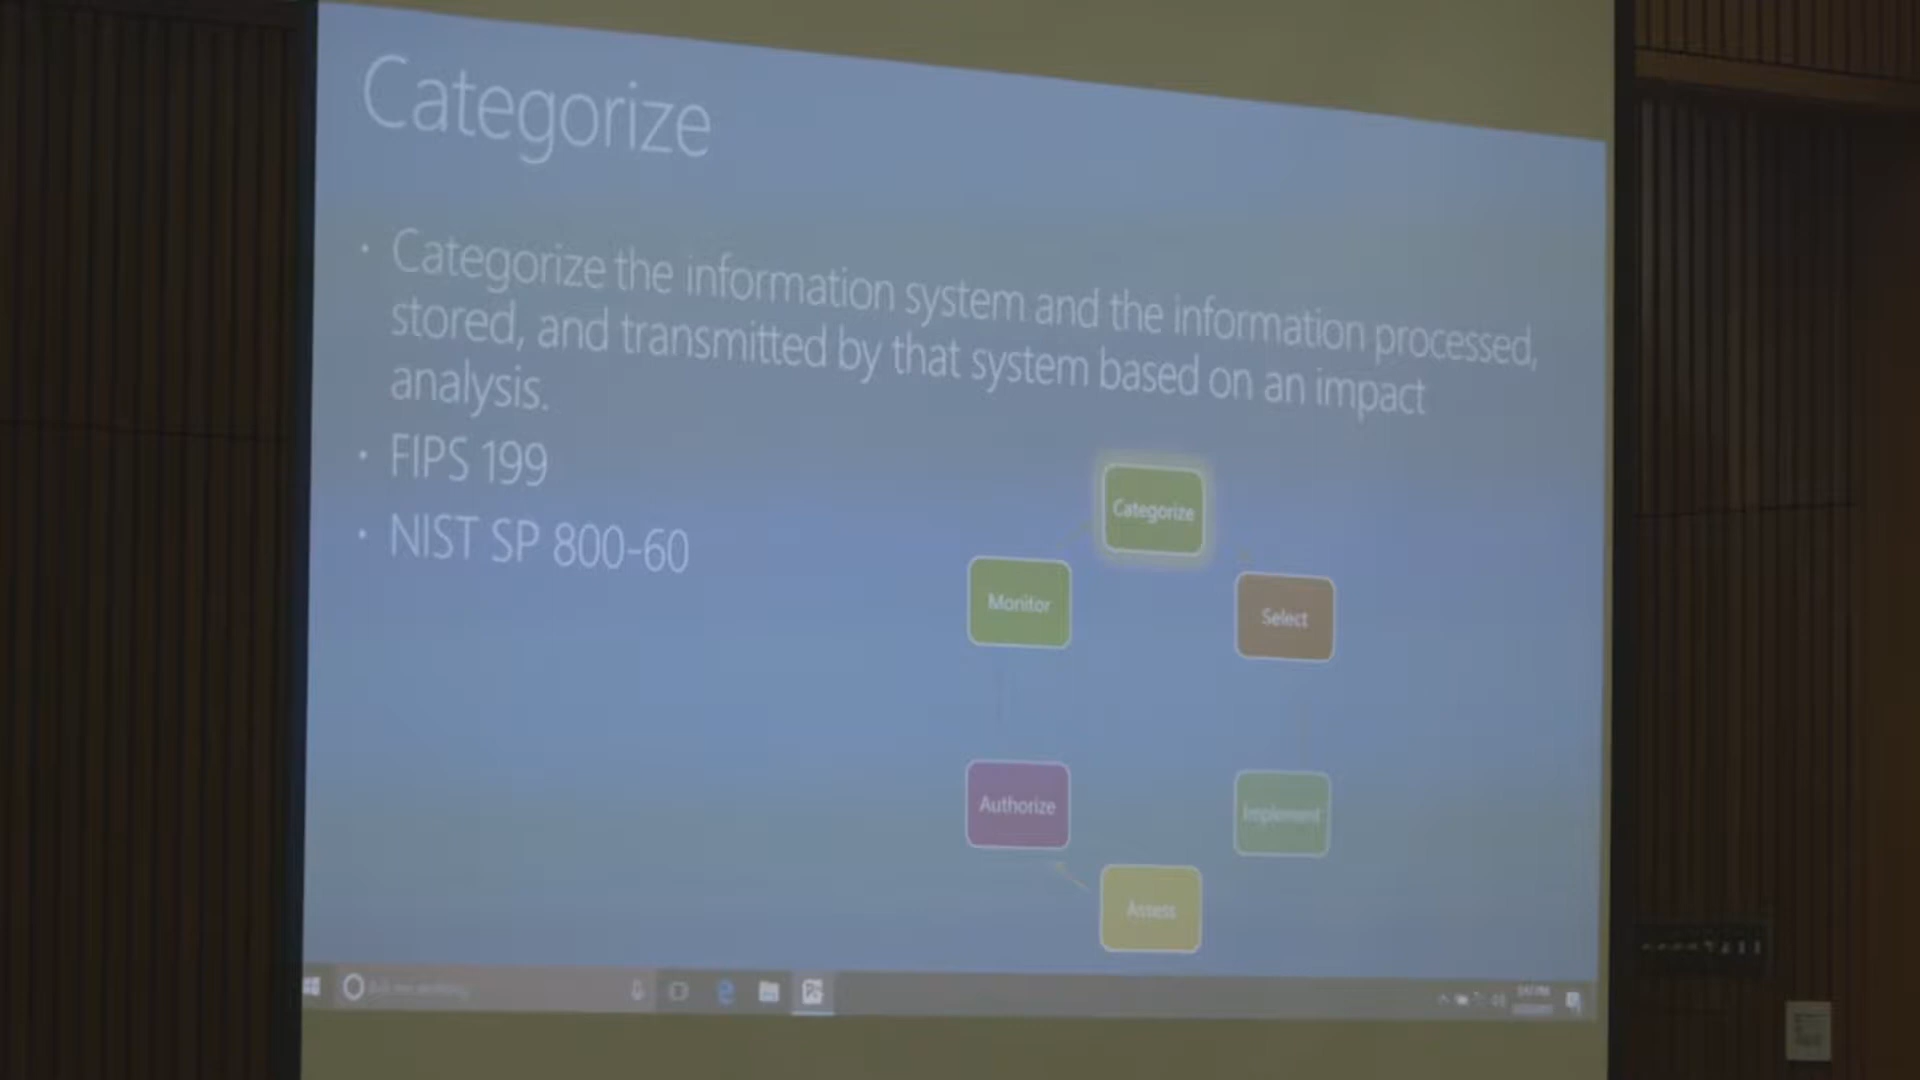 Categorize
• Categorize the information system and the information processed,
stored, and transmitted by that system based on an impact
analysis.
• FIPS 199
• NIST SP 800-60
Categorize
Monitor
Select
Authorize
Implement
Assess